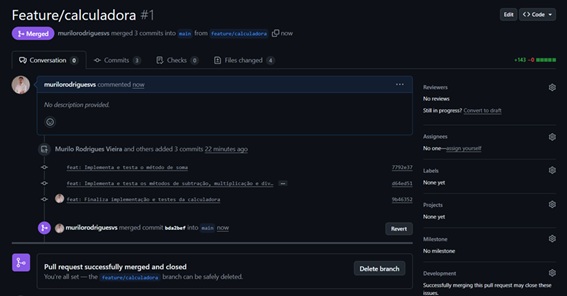 Feature/calculadora #1
Edit
<> Code
Merged
murilorodriguesvs merged 3 commits into main from feature/calculadora now
Conversation 0
Commits 3
Checks 0
Files changed 4
+143 −0
murilorodriguesvs commented now
No description provided.
Murilo Rodrigues Vieira and others added 3 commits 22 minutes ago
feat: Implementa e testa o método de soma 7792e37
feat: Implementa e testa os métodos de subtração, multiplicação e div… d64ed51
feat: Finaliza implementação e testes da calculadora 9b46352
murilorodriguesvs merged commit bda2bef into main now
Revert
Pull request successfully merged and closed
You're all set — the feature/calculadora branch can be safely deleted.
Delete branch
Reviewers
No reviews
Still in progress? Convert to draft
Assignees
No one—assign yourself
Labels
None yet
Projects
None yet
Milestone
No milestone
Development
Successfully merging this pull request may close these
issues.